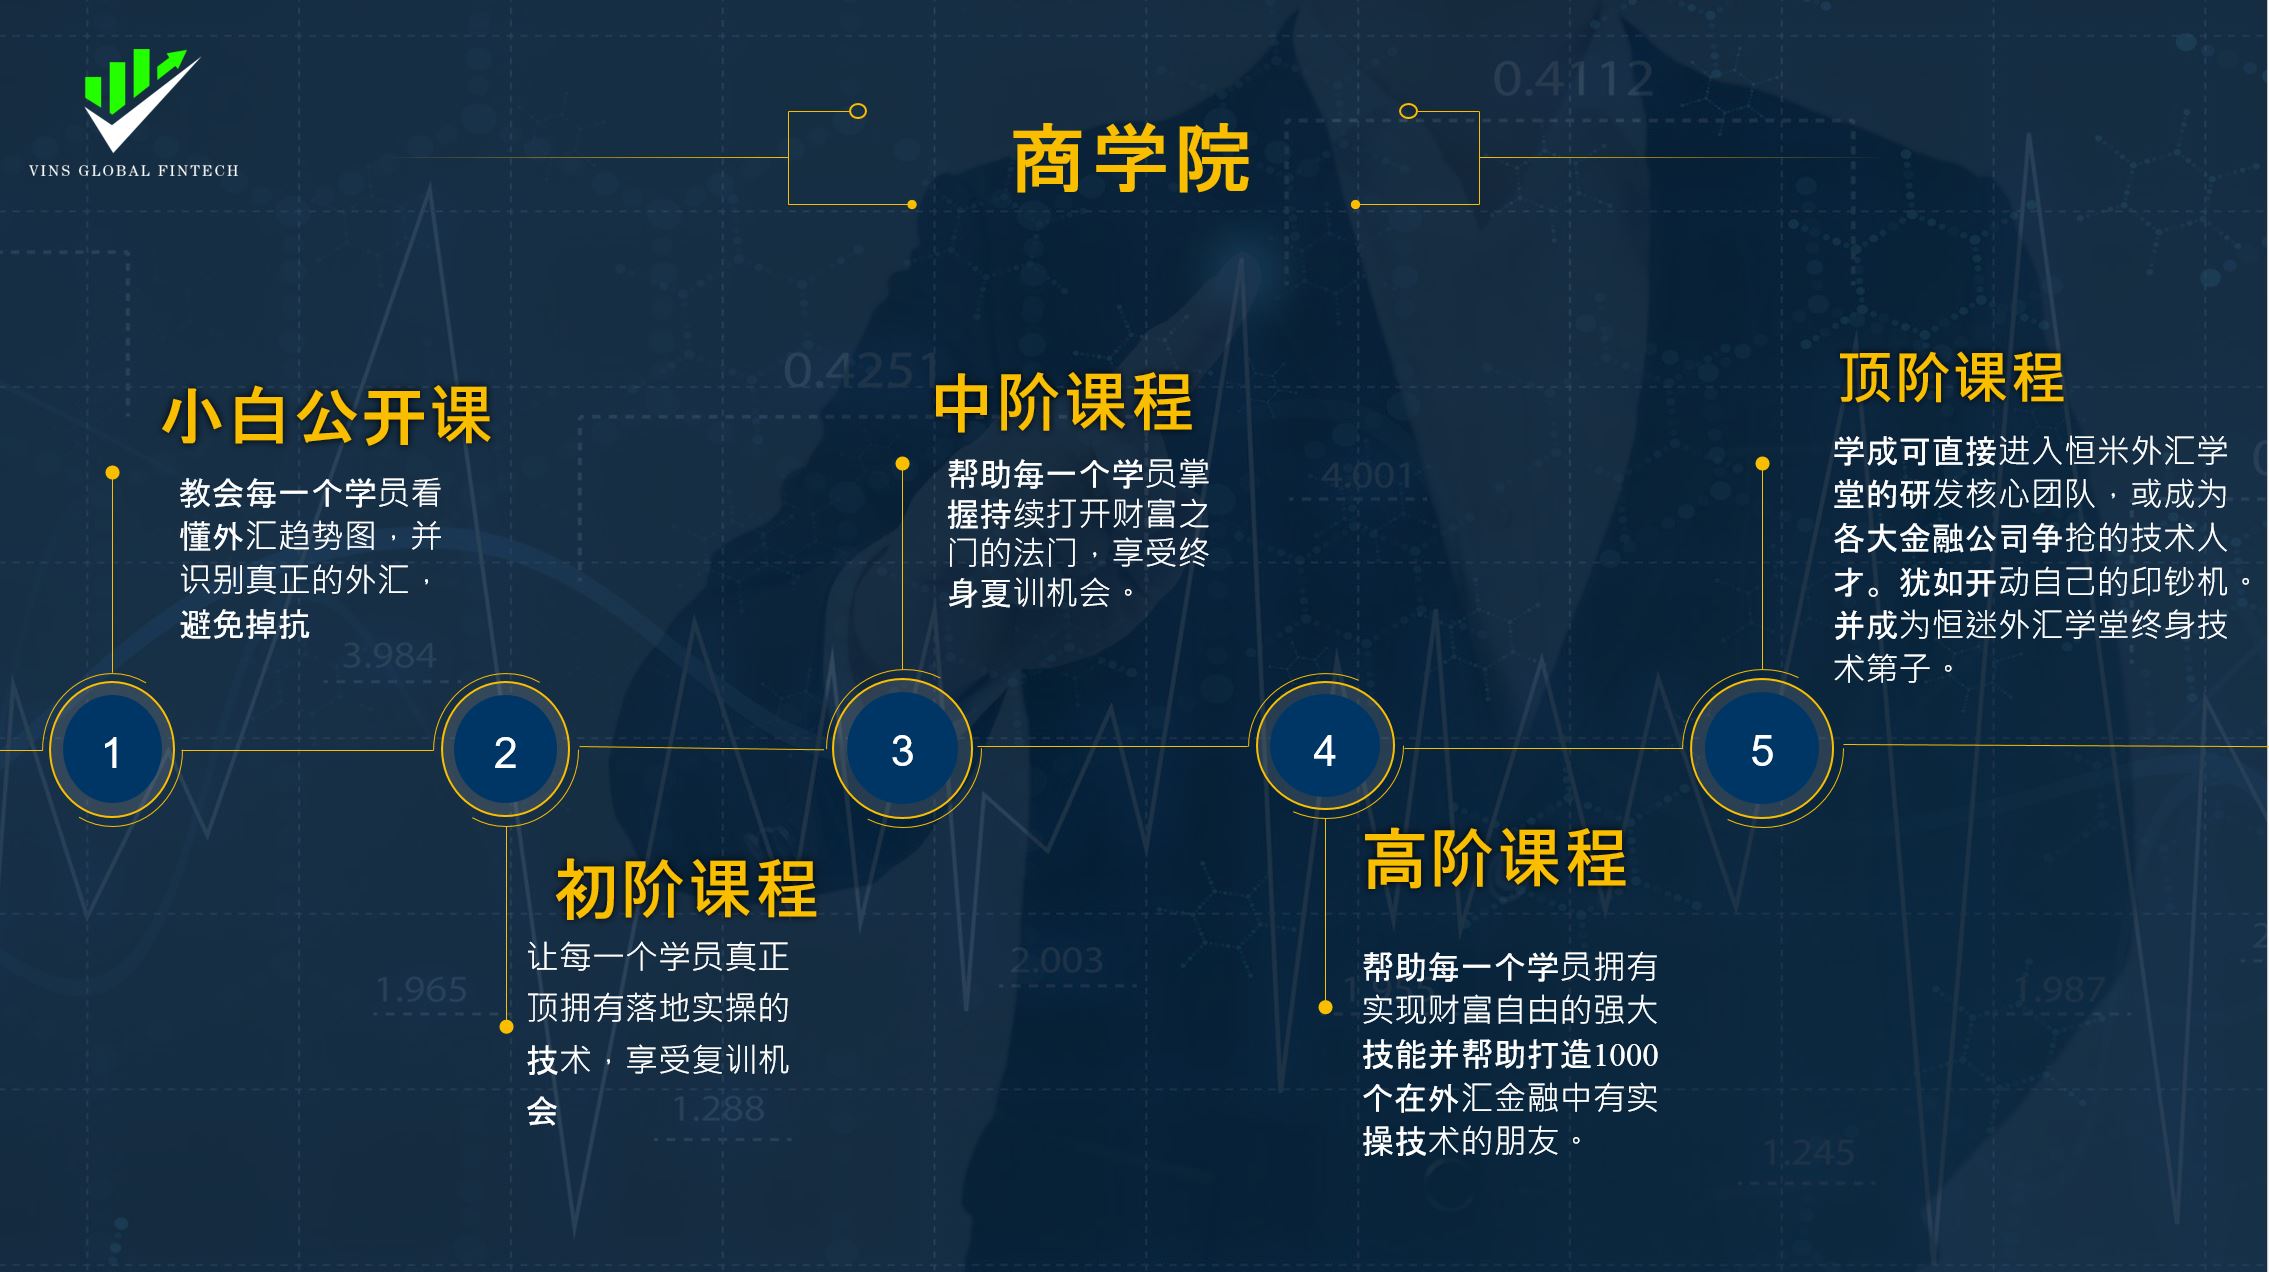 VINS GLOBAL FINTECH
商学院
小白公开课
教会每一个学员看
懂外汇趋势图，并
识别真正的外汇，
避免掉抗
1
2
初阶课程
让每一个学员真正
顶拥有落地实操的
技术，享受复训机
会
中阶课程
帮助每一个学员掌
握持续打开财富之
门的法门，享受终
身夏训机会。
3
4
高阶课程
帮助每一个学员拥有
实现财富自由的强大
技能并帮助打造1000
个在外汇金融中有实
操技术的朋友。
顶阶课程
学成可直接进入恒米外汇学
堂的研发核心团队，或成为
各大金融公司争抢的技术人
才。犹如开动自己的印钞机。
并成为恒迷外汇学堂终身技
术第子。
5
0.4112
0.4251
4.001
3.984
1.965
2.003
1.955
1.987
1.288
1.245